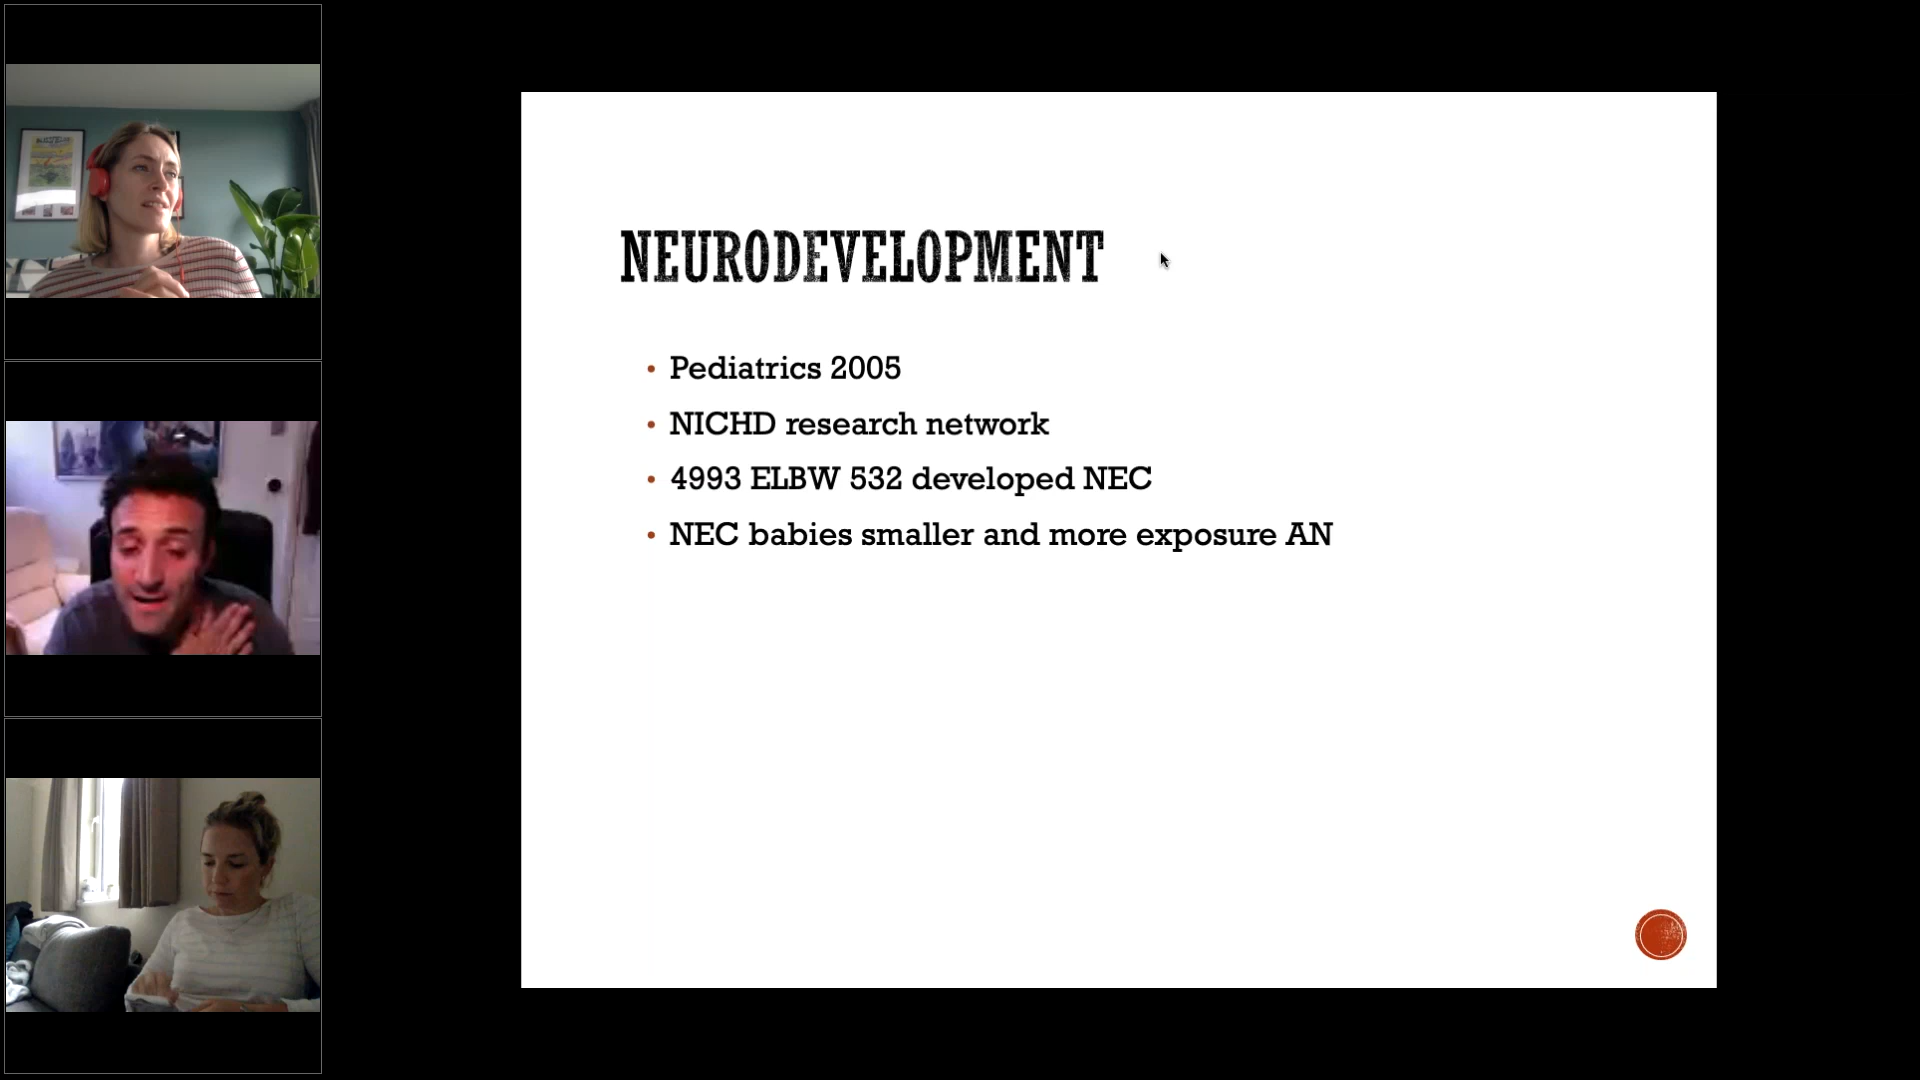 NEURODEVELOPMENT
• Pediatrics 2005
• NICHD research network
• 4993 ELBW 532 developed NEC
• NEC babies smaller and more exposure AN